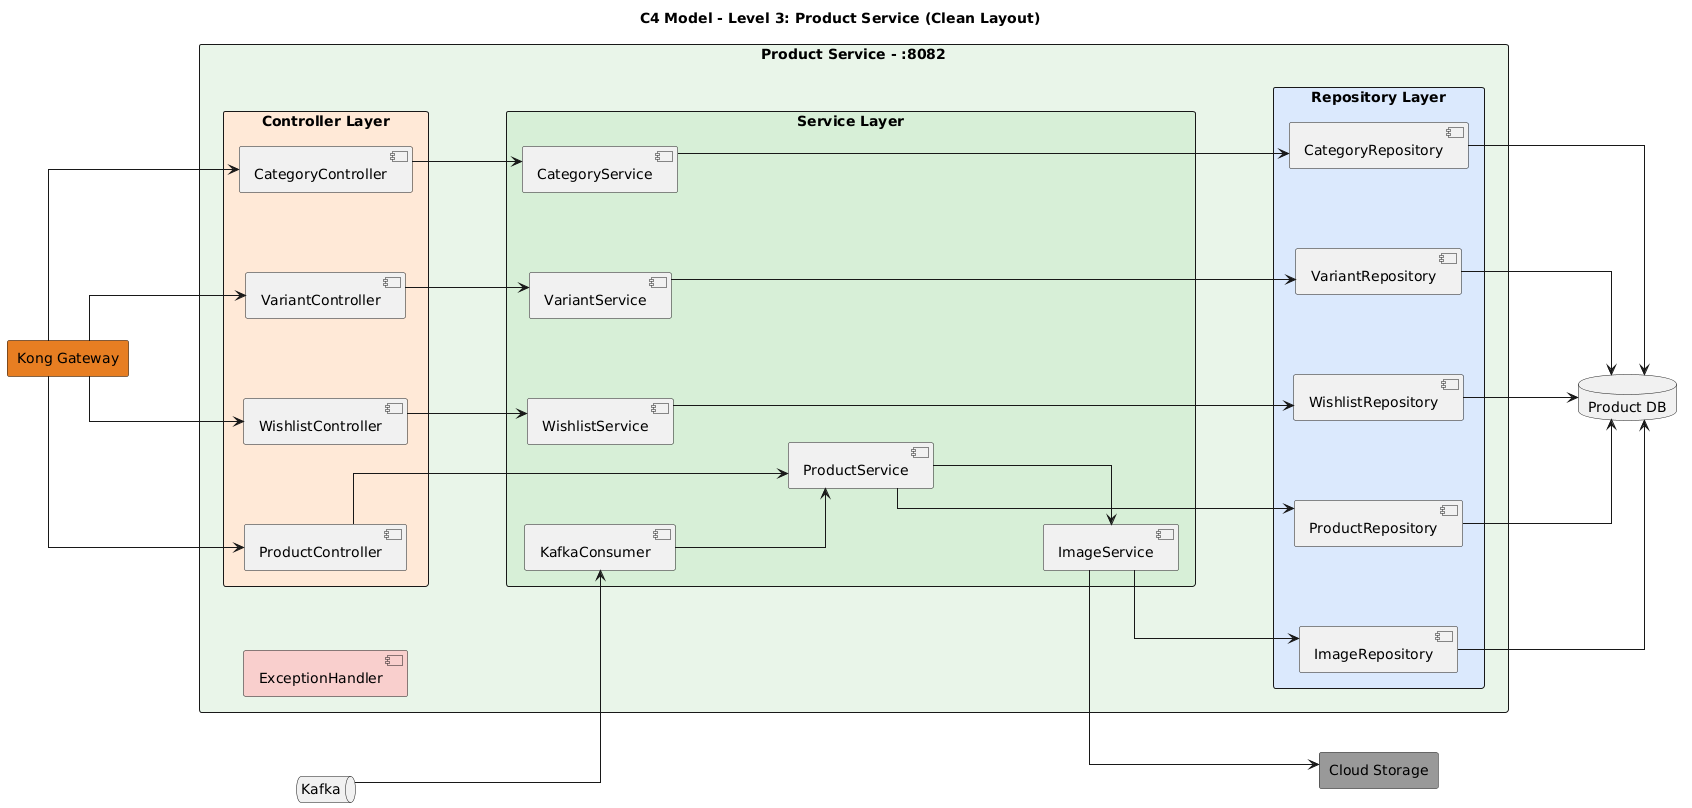 C4 Model - Level 3: Product Service (Clean Layout)
Product Service - :8082
Controller Layer
CategoryController
VariantController
WishlistController
ProductController
ExceptionHandler
Service Layer
CategoryService
VariantService
WishlistService
ProductService
KafkaConsumer
ImageService
Repository Layer
CategoryRepository
VariantRepository
WishlistRepository
ProductRepository
ImageRepository
Kong Gateway
Product DB
Kafka
Cloud Storage